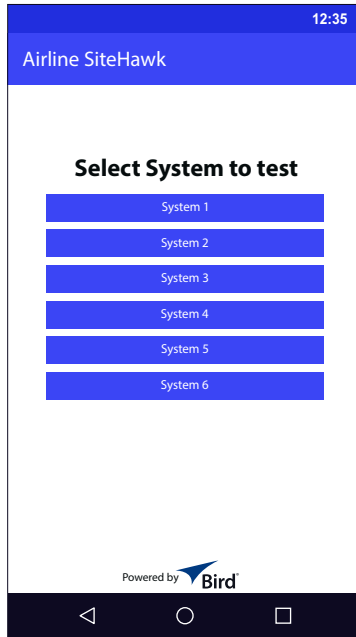 12:35
Airline SiteHawk
Select System to test
System 1
System 2
System 3
System 4
System 5
System 6
Powered by Bird®